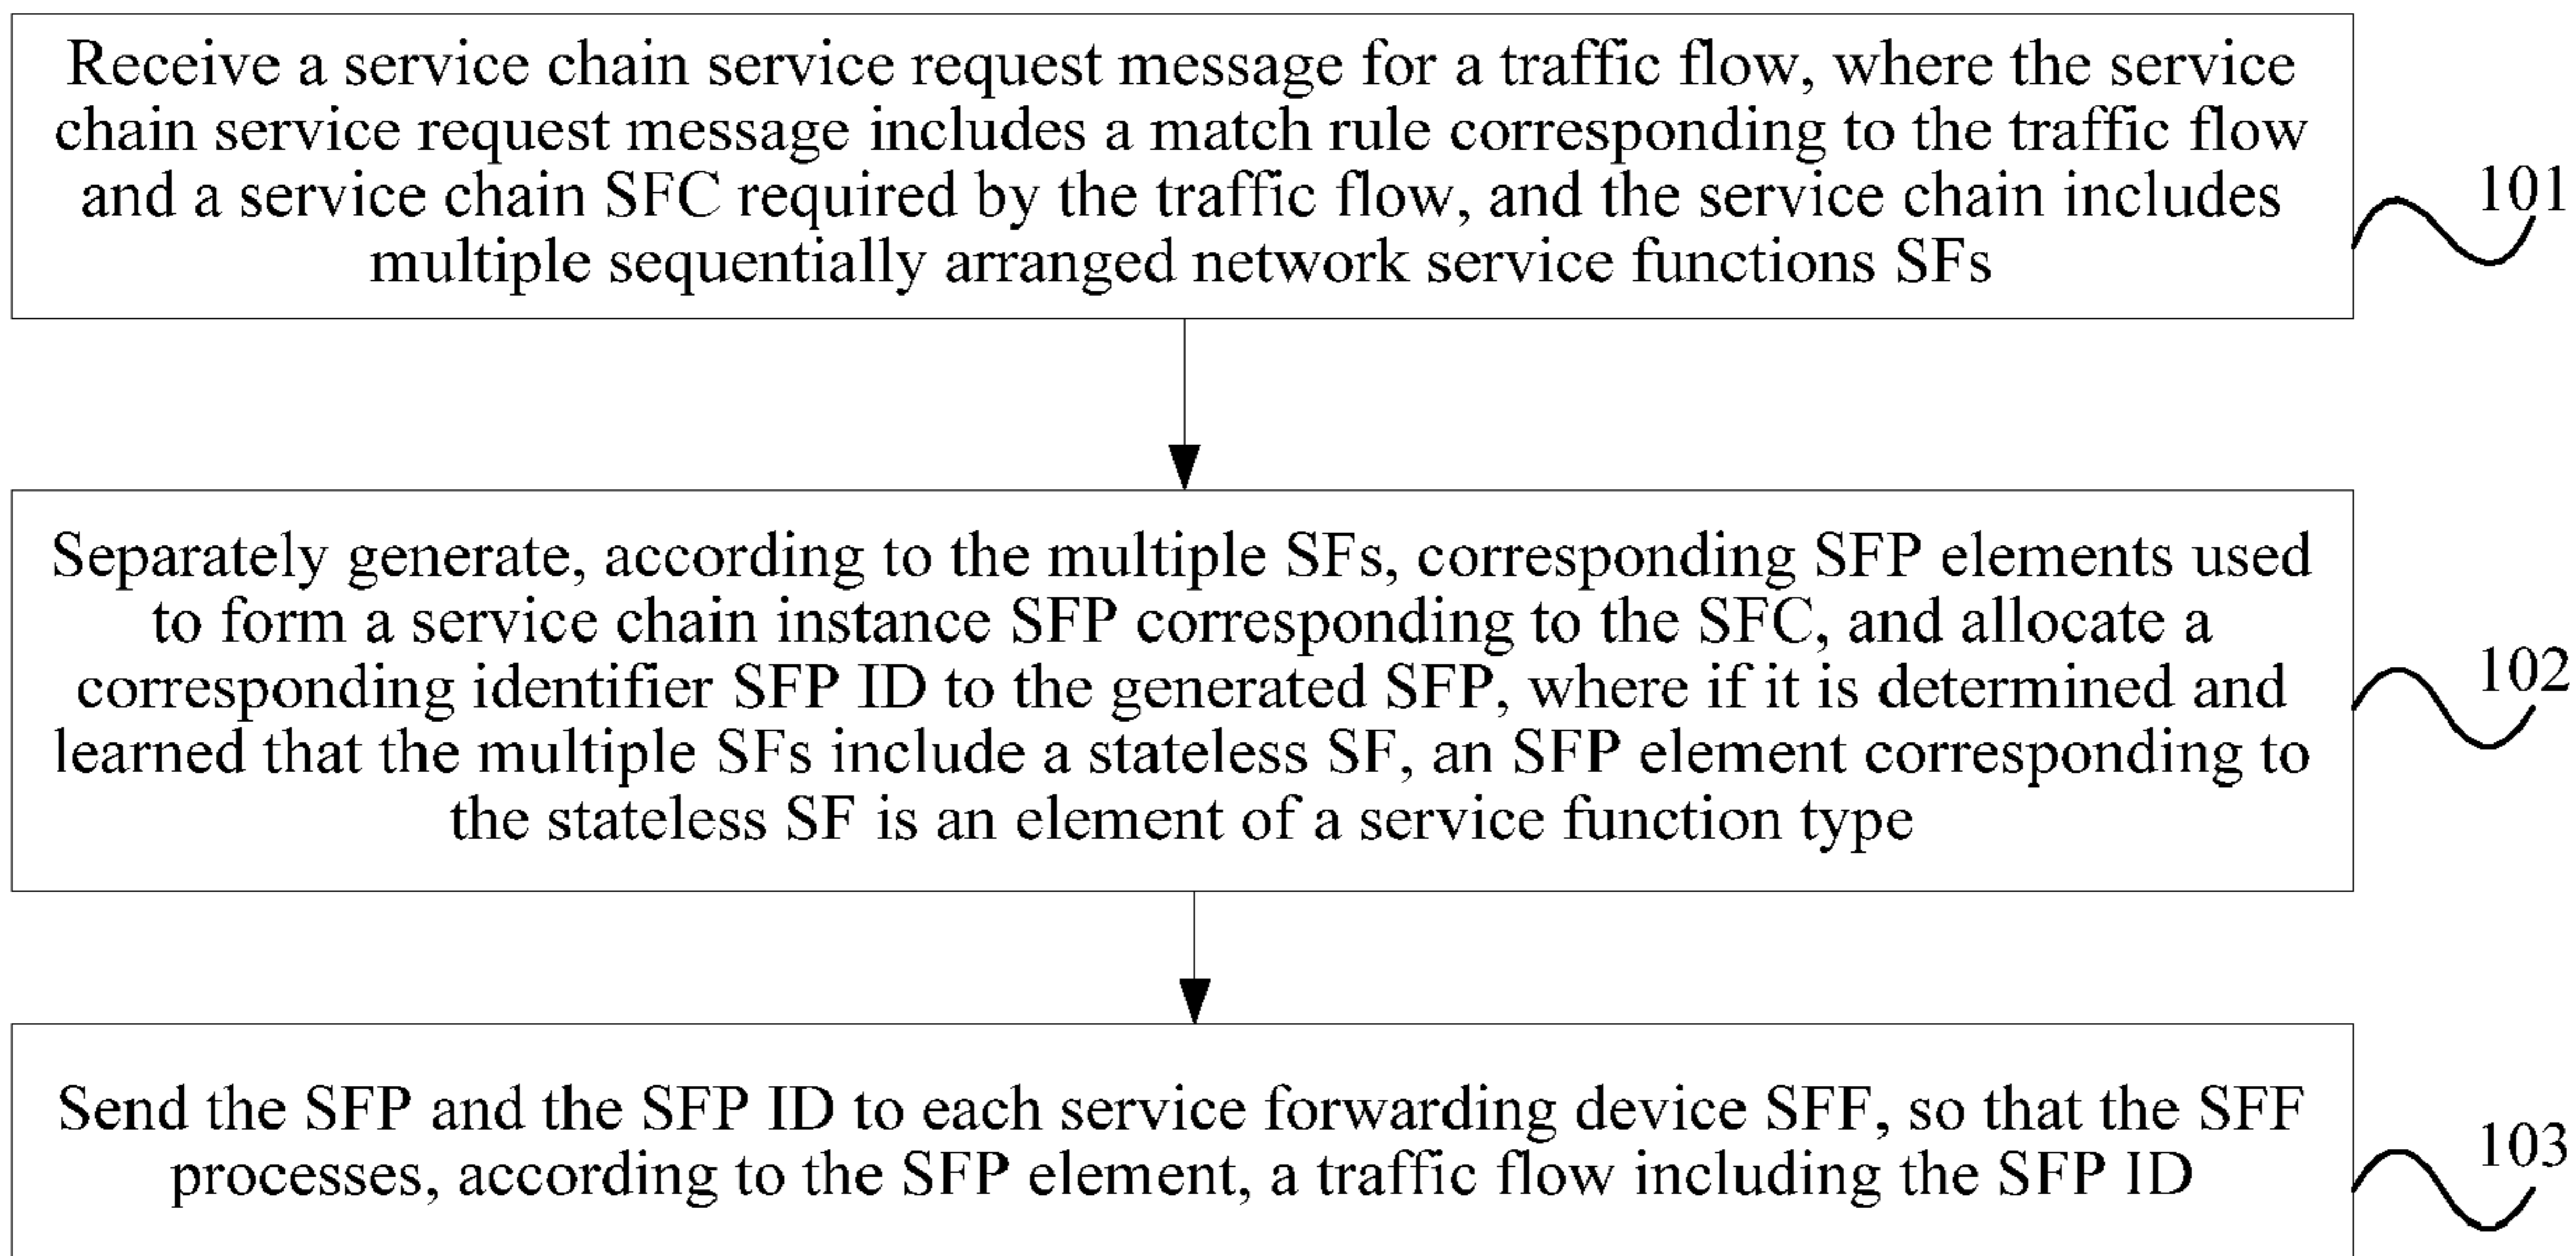 Receive a service chain service request message for a traffic flow, where the service
chain service request message includes a match rule corresponding to the traffic flow
and a service chain SFC required by the traffic flow, and the service chain includes
multiple sequentially arranged network service functions SFs
101
Separately generate, according to the multiple SFs, corresponding SFP elements used
to form a service chain instance SFP corresponding to the SFC, and allocate a
corresponding identifier SFP ID to the generated SFP, where if it is determined and
learned that the multiple SFs include a stateless SF, an SFP element corresponding to
the stateless SF is an element of a service function type
102
Send the SFP and the SFP ID to each service forwarding device SFF, so that the SFF
processes, according to the SFP element, a traffic flow including the SFP ID
103